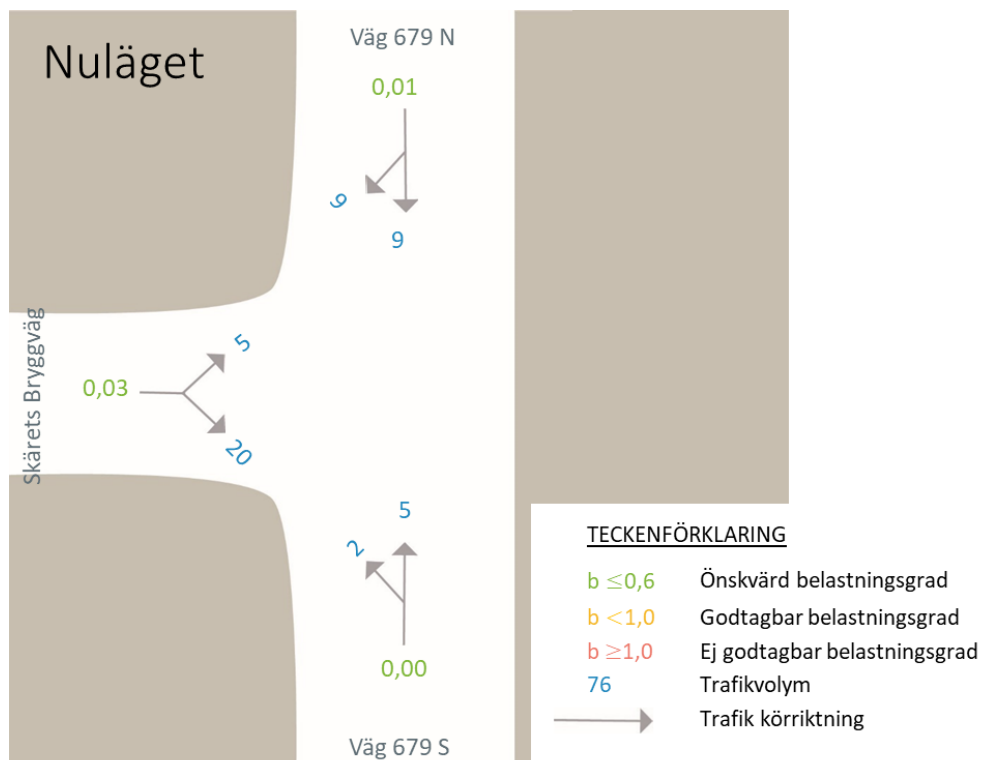 Nuläget
Väg 679 N
0,01
9
9
Skärets Bryggväg
0,03
5
20
5
2
0,00
Väg 679 S
TECKENFÖRKLARING
b ≤0,6 Önskvärd belastningsgrad
b <1,0 Godtagbar belastningsgrad
b ≥1,0 Ej godtagbar belastningsgrad
76 Trafikvolym
Trafik körriktning